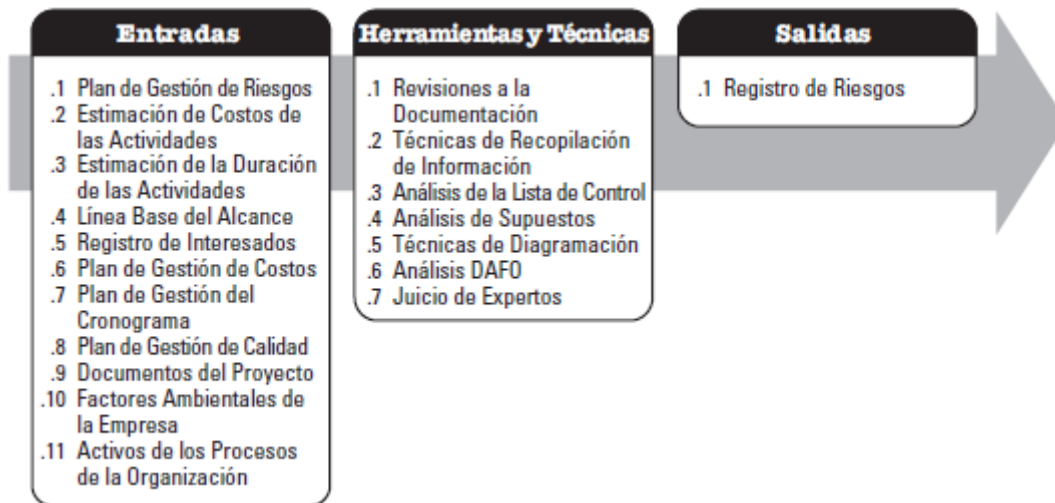 Entradas
.1 Plan de Gestión de Riesgos
.2 Estimación de Costos de
las Actividades
.3 Estimación de la Duración
de las Actividades
.4 Línea Base del Alcance
.5 Registro de Interesados
.6 Plan de Gestión de Costos
.7 Plan de Gestión del
Cronograma
.8 Plan de Gestión de Calidad
.9 Documentos del Proyecto
.10 Factores Ambientales de
la Empresa
.11 Activos de los Procesos
de la Organización
Herramientas y Técnicas
.1 Revisiones a la
Documentación
.2 Técnicas de Recopilación
de Información
.3 Análisis de la Lista de Control
.4 Análisis de Supuestos
.5 Técnicas de Diagramación
.6 Análisis DAFO
.7 Juicio de Expertos
Salidas
.1 Registro de Riesgos